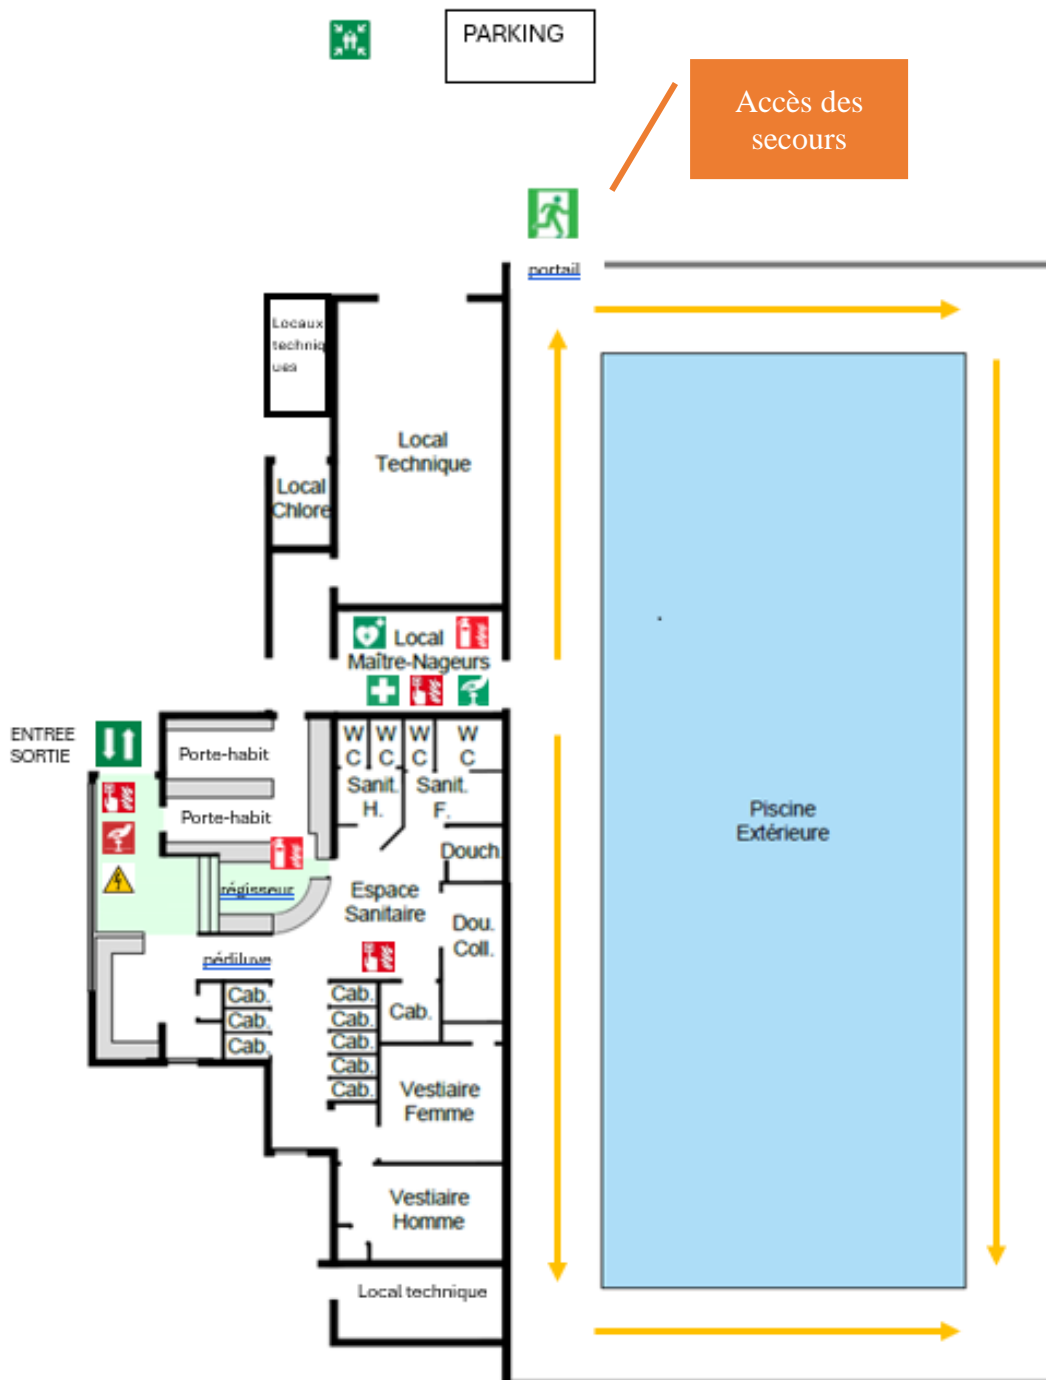 PARKING
Accès des
secours
portail
Locaux
techniq
ues
Local
Technique
Local
Chlore
Local
Maître-Nageurs
ENTREE
SORTIE
Porte-habit
Porte-habit
W
C
W
C
W
C
W
C
Sanit.
H.
Sanit.
F.
Douch
régisseur
Espace
Sanitaire
Dou.
Coll.
Piscine
Extérieure
pédiluve
Cab.
Cab.
Cab.
Cab.
Cab.
Cab.
Cab.
Cab.
Cab.
Vestiaire
Femme
Vestiaire
Homme
Local technique